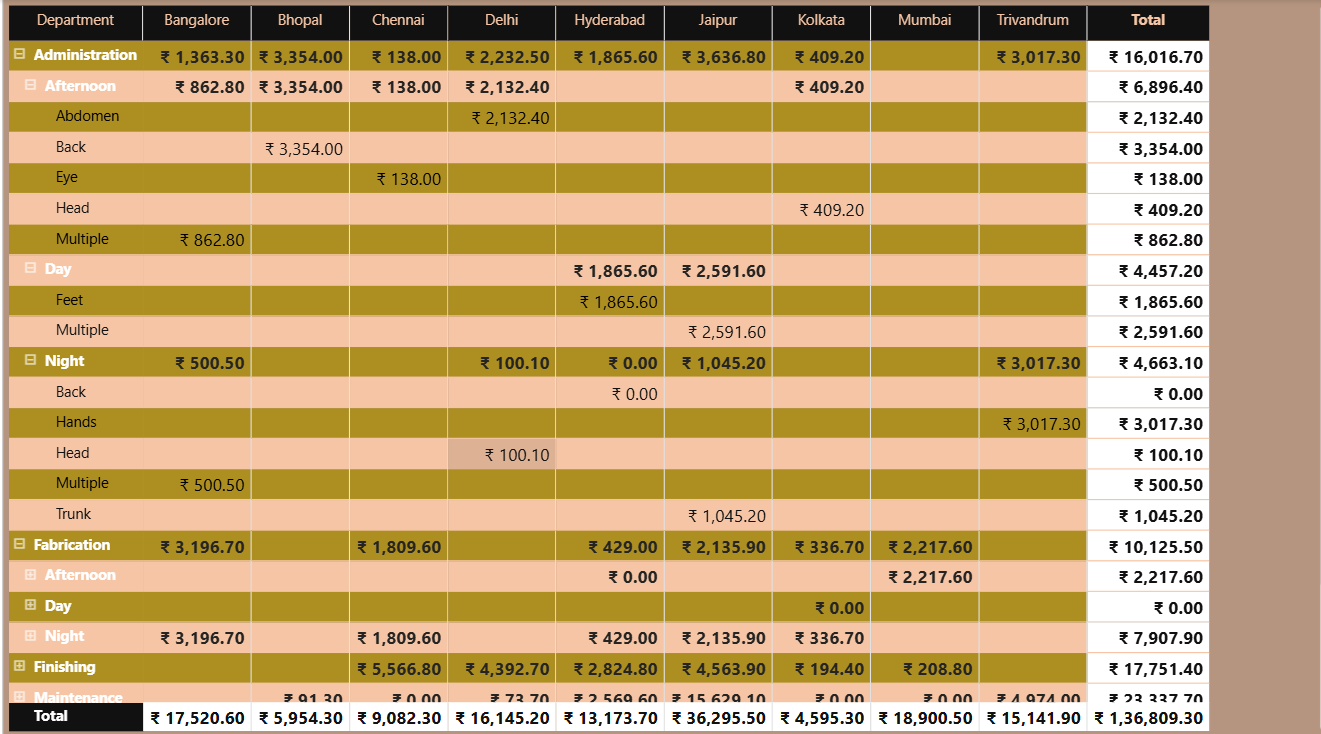 Department Bangalore Bhopal Chennai Delhi Hyderabad Jaipur Kolkata Mumbai Trivandrum Total
Administration ₹ 1,363.30 ₹ 3,354.00 ₹ 138.00 ₹ 2,232.50 ₹ 1,865.60 ₹ 3,636.80 ₹ 409.20 ₹ 3,017.30 ₹ 16,016.70
Afternoon ₹ 862.80 ₹ 3,354.00 ₹ 138.00 ₹ 2,132.40 ₹ 409.20 ₹ 6,896.40
Abdomen ₹ 2,132.40 ₹ 2,132.40
Back ₹ 3,354.00 ₹ 3,354.00
Eye ₹ 138.00 ₹ 138.00
Head ₹ 409.20 ₹ 409.20
Multiple ₹ 862.80 ₹ 862.80
Day ₹ 1,865.60 ₹ 2,591.60 ₹ 4,457.20
Feet ₹ 1,865.60 ₹ 1,865.60
Multiple ₹ 2,591.60 ₹ 2,591.60
Night ₹ 500.50 ₹ 100.10 ₹ 0.00 ₹ 1,045.20 ₹ 3,017.30 ₹ 4,663.10
Back ₹ 0.00 ₹ 0.00
Hands ₹ 3,017.30 ₹ 3,017.30
Head ₹ 100.10 ₹ 100.10
Multiple ₹ 500.50 ₹ 500.50
Trunk ₹ 1,045.20 ₹ 1,045.20
Fabrication ₹ 3,196.70 ₹ 1,809.60 ₹ 429.00 ₹ 2,135.90 ₹ 336.70 ₹ 2,217.60 ₹ 10,125.50
Afternoon ₹ 0.00 ₹ 2,217.60 ₹ 2,217.60
Day ₹ 0.00 ₹ 0.00
Night ₹ 3,196.70 ₹ 1,809.60 ₹ 429.00 ₹ 2,135.90 ₹ 336.70 ₹ 7,907.90
Finishing ₹ 5,566.80 ₹ 4,392.70 ₹ 2,824.80 ₹ 4,563.90 ₹ 194.40 ₹ 208.80 ₹ 17,751.40
Maintenance ₹ 91.30 ₹ 0.00 ₹ 73.70 ₹ 2,569.60 ₹ 15,629.10 ₹ 0.00 ₹ 0.00 ₹ 4,974.00 ₹ 23,337.70
Total ₹ 17,520.60 ₹ 5,954.30 ₹ 9,082.30 ₹ 16,145.20 ₹ 13,173.70 ₹ 36,295.50 ₹ 4,595.30 ₹ 18,900.50 ₹ 15,141.90 ₹ 1,36,809.30